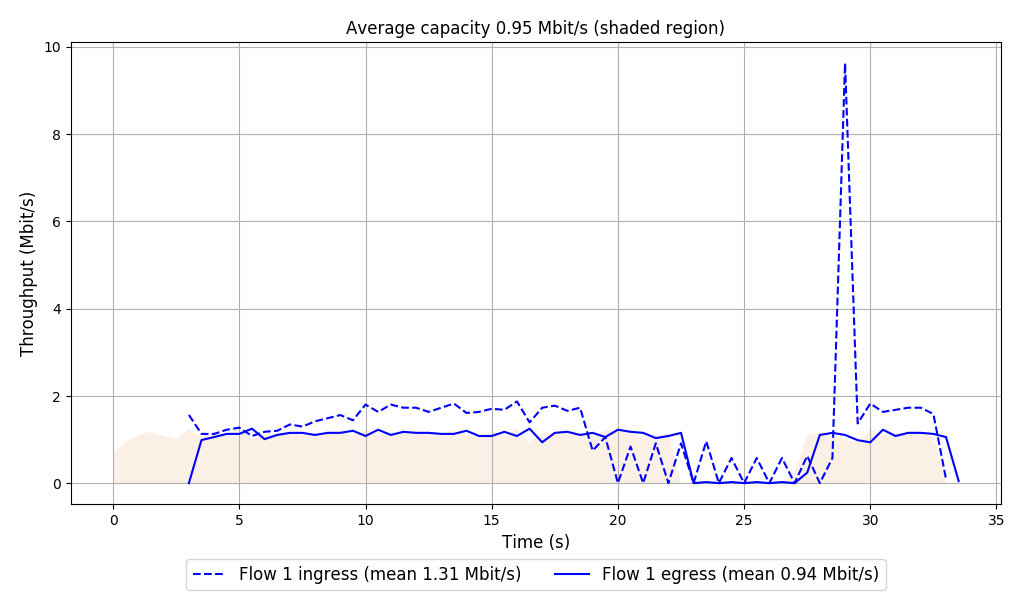 Average capacity 0.95 Mbit/s (shaded region)
10
8
6
4
2
0
Throughput (Mbit/s)
0 5 10 15 20 25 30 35
Time (s)
Flow 1 ingress (mean 1.31 Mbit/s) Flow 1 egress (mean 0.94 Mbit/s)